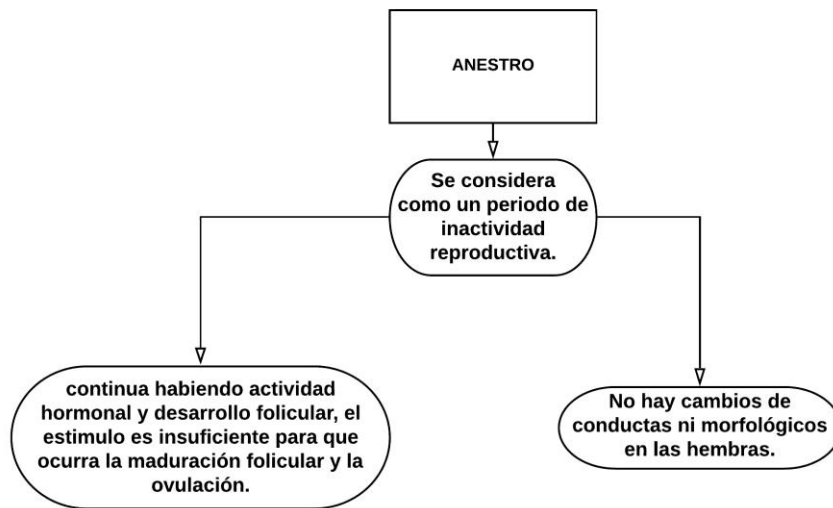 ANESTRO
Se considera
como un periodo de
inactividad
reproductiva.
continua habiendo actividad
hormonal y desarrollo folicular, el
estimulo es insuficiente para que
ocurra la maduración folicular y la
ovulación.
No hay cambios de
conductas ni morfológicos
en las hembras.